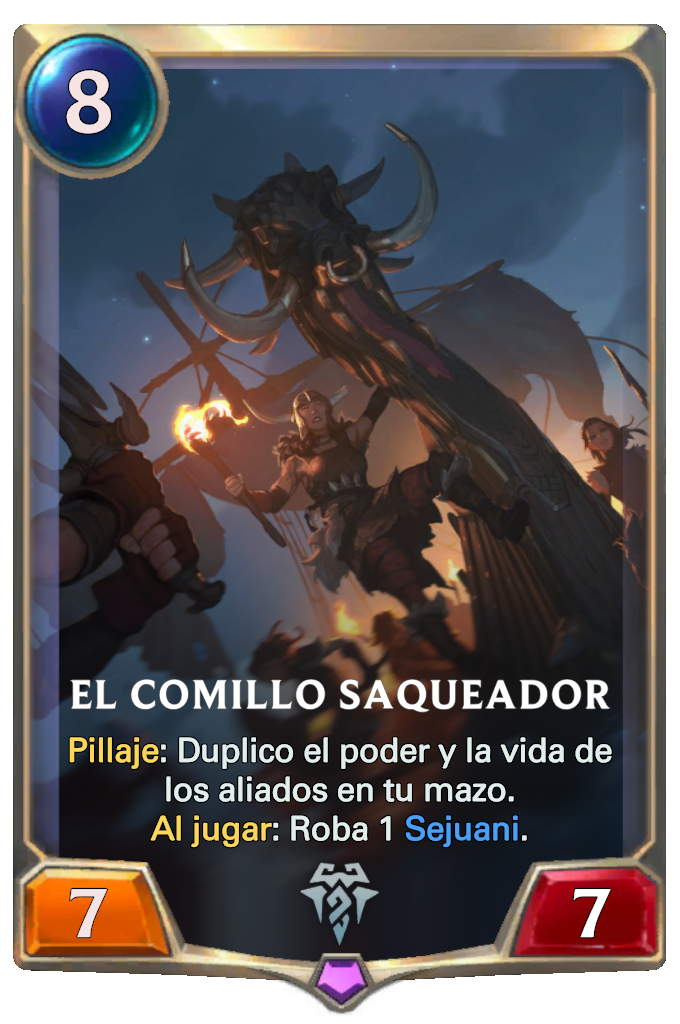 8
EL COMILLO SAQUEADOR
Pillaje: Duplico el poder y la vida de
los aliados en tu mazo.
Al jugar: Roba 1 Sejuani.
7
7